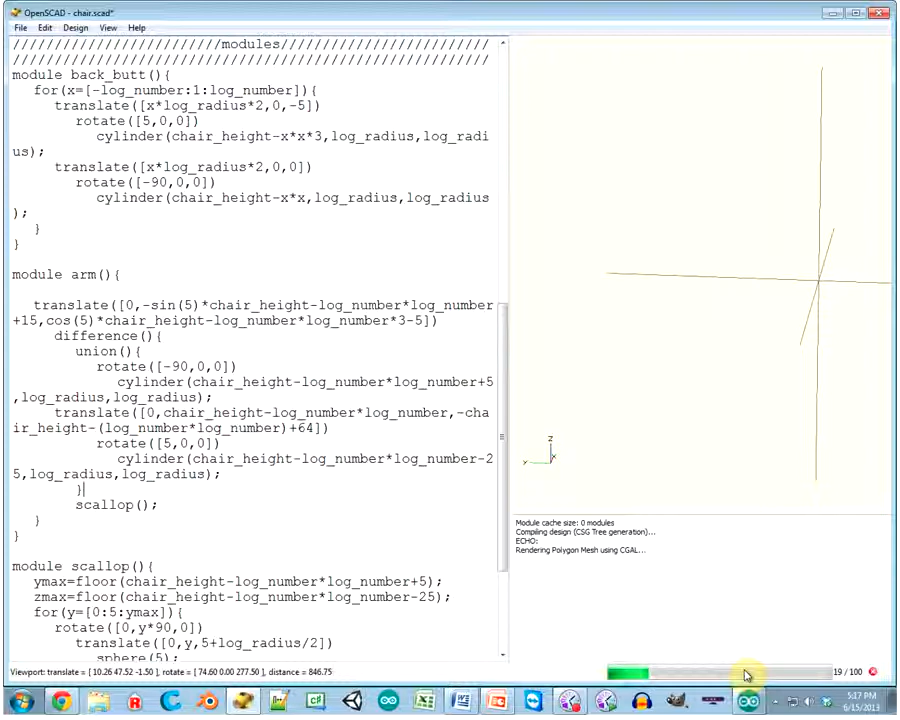 OpenSCAD - chair.scad*
File Edit Design View Help
/////////////////////////modules/////////////////////////
//////////////////////////////////////////////////////////
module back_butt(){
for(x=[-log_number:1:log_number]){
translate([x*log_radius*2,0,-5])
rotate([5,0,0])
cylinder(chair_height-x*x*3,log_radius,log_radi
us);
translate([x*log_radius*2,0,0])
rotate([-90,0,0])
cylinder(chair_height-x*x,log_radius,log_radius
);
}
}
module arm(){
translate([0,-sin(5)*chair_height-log_number*log_number
+15,cos(5)*chair_height-log_number*log_number*3-5])
difference(){
union(){
rotate([-90,0,0])
cylinder(chair_height-log_number*log_number+5
,log_radius,log_radius);
translate([0,chair_height-log_number*log_number,-cha
ir_height-(log_number*log_number)+64])
rotate([5,0,0])
cylinder(chair_height-log_number*log_number-2
5,log_radius,log_radius);
}
scallop();
}
}
module scallop(){
ymax=floor(chair_height-log_number*log_number+5);
zmax=floor(chair_height-log_number*log_number-25);
for(y=[0:5:ymax]){
rotate([0,y*90,0])
translate([0,y,5+log_radius/2])
sphere(5);
z
y
x
Module cache size: 0 modules
Compiling design (CSG Tree generation)...
ECHO:
Rendering Polygon Mesh using CGAL...
Viewport: translate = [ 10.26 47.52 -1.50 ], rotate = [ 74.60 0.00 277.50 ], distance = 846.75
19 / 100
5:17 PM
6/15/2013